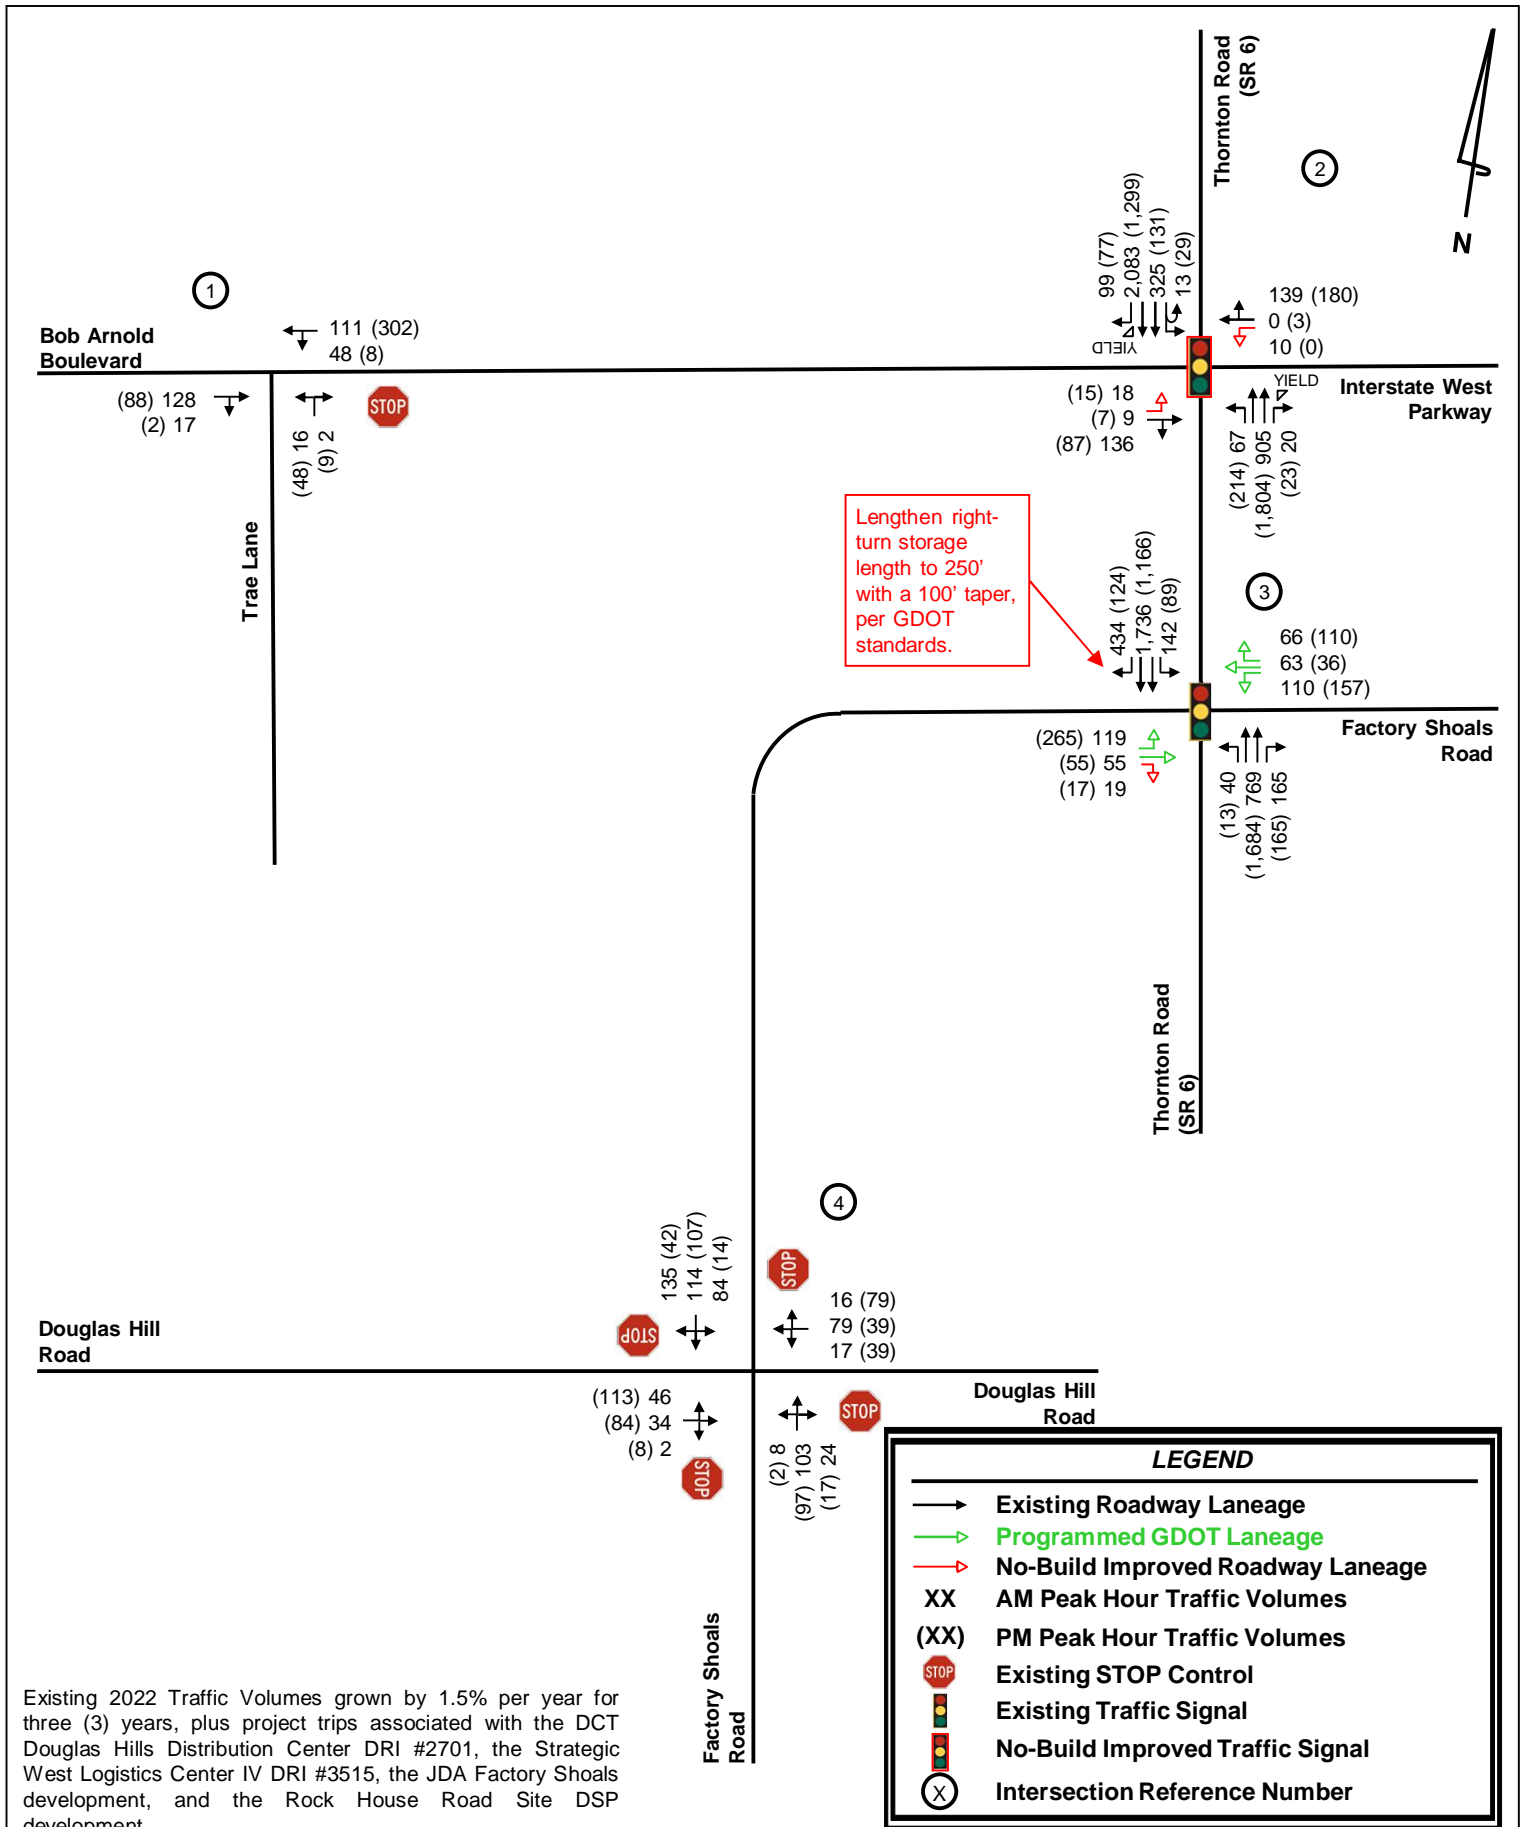 Thornton Road
(SR 6)
2
N
99 (77)
2,083 (1,299)
325 (131)
13 (29)
139 (180)
0 (3)
10 (0)
YIELD
1
Bob Arnold
Boulevard
111 (302)
48 (8)
(88) 128
(2) 17
(48) 16
(9) 2
STOP
Trae Lane
(15) 18
(7) 9
(87) 136
YIELD
Interstate West
Parkway
(214) 67
(1,804) 905
(23) 20
Lengthen right-
turn storage
length to 250’
with a 100’ taper,
per GDOT
standards.
434 (124)
1,736 (1,166)
142 (89)
3
66 (110)
63 (36)
110 (157)
Factory Shoals
Road
(265) 119
(55) 55
(17) 19
(13) 40
(1,684) 769
(165) 165
Thornton Road
(SR 6)
4
135 (42)
114 (107)
84 (14)
STOP
STOP
16 (79)
79 (39)
17 (39)
Douglas Hill
Road
(113) 46
(84) 34
(8) 2
STOP
(2) 8
(97) 103
(17) 24
STOP
Douglas Hill
Road
Factory Shoals
Road
LEGEND
Existing Roadway Laneage
Programmed GDOT Laneage
No-Build Improved Roadway Laneage
XX AM Peak Hour Traffic Volumes
(XX) PM Peak Hour Traffic Volumes
STOP Existing STOP Control
Existing Traffic Signal
No-Build Improved Traffic Signal
X Intersection Reference Number
Existing 2022 Traffic Volumes grown by 1.5% per year for
three (3) years, plus project trips associated with the DCT
Douglas Hills Distribution Center DRI #2701, the Strategic
West Logistics Center IV DRI #3515, the JDA Factory Shoals
development, and the Rock House Road Site DSP
development